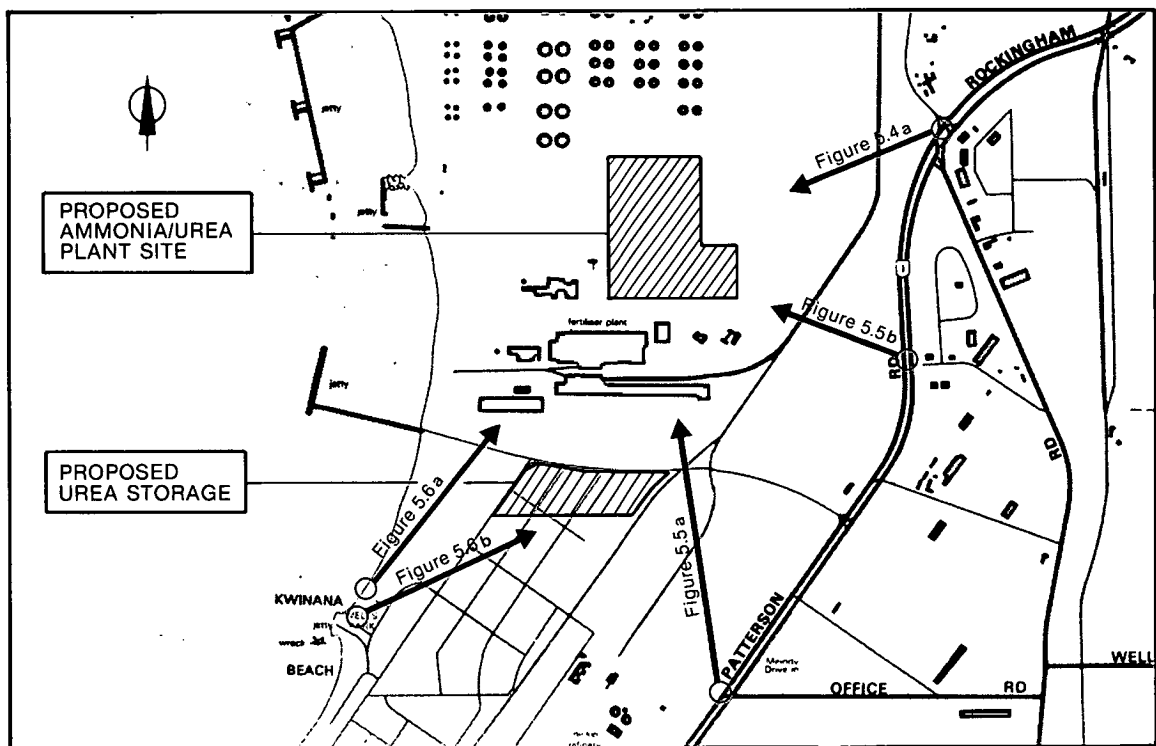 ROCKINGHAM
jetty
Figure 5.4a
PROPOSED
AMMONIA/UREA
PLANT SITE
jetty
Figure 5.5b
fertiliser plant
RD
jetty
RD
PROPOSED
UREA STORAGE
Figure 5.6a
Figure 5.6b
Figure 5.5a
KWINANA
jetty
wreck
BEACH
PATTERSON
Drive in
WELL
OFFICE
RD